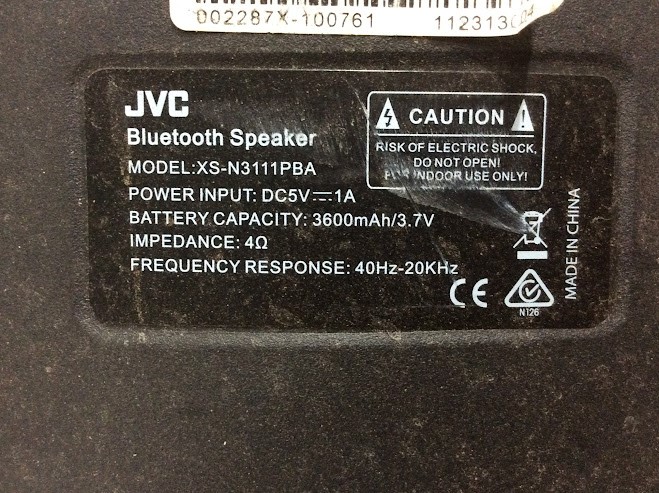 002287X-100761 112313
JVC
Bluetooth Speaker
MODEL:XS-N3111PBA
POWER INPUT: DC5V⎓1A
BATTERY CAPACITY: 3600mAh/3.7V
IMPEDANCE: 4Ω
FREQUENCY RESPONSE: 40Hz-20KHz
CAUTION
RISK OF ELECTRIC SHOCK,
DO NOT OPEN!
INDOOR USE ONLY!
CE
N126
MADE IN CHINA